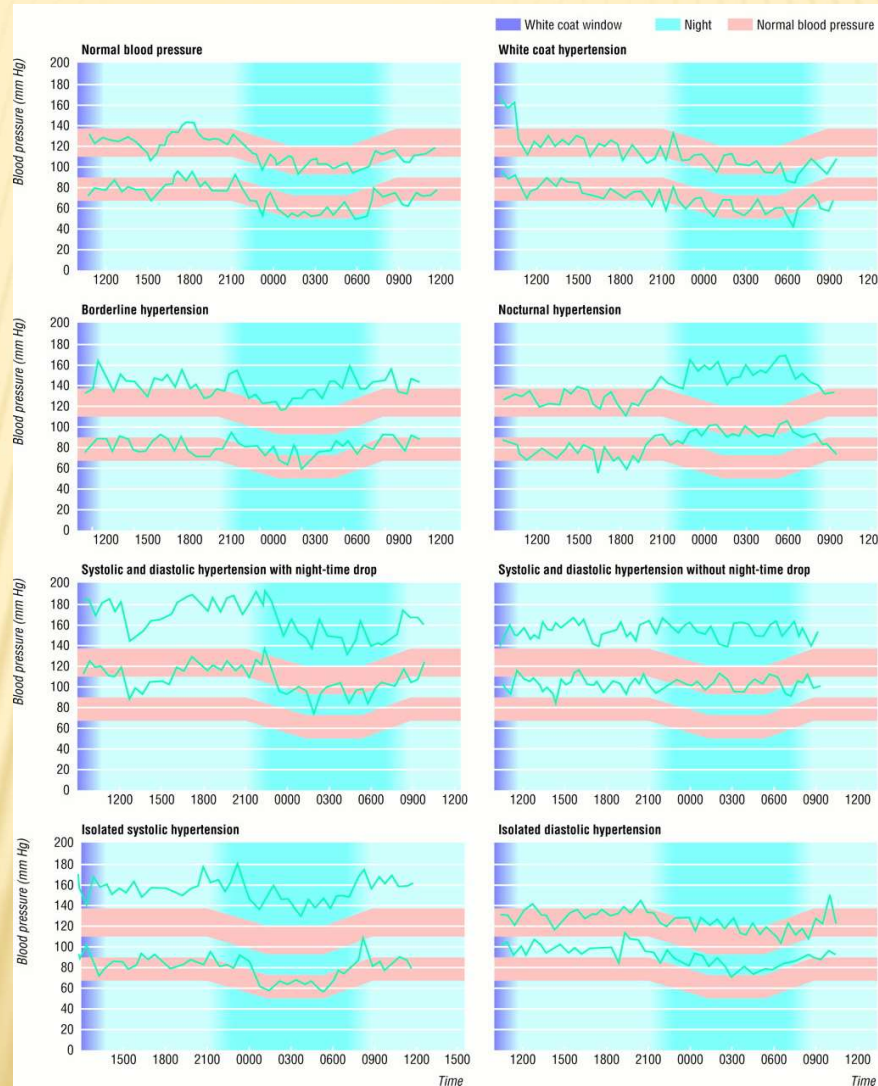 White coat window Night Normal blood pressure
Normal blood pressure White coat hypertension
Blood pressure (mm Hg)
200
180
160
140
120
100
80
60
40
20
0
1200 1500 1800 2100 0000 0300 0600 0900 1200
1200 1500 1800 2100 0000 0300 0600 0900 1200
Borderline hypertension Nocturnal hypertension
Blood pressure (mm Hg)
200
180
160
140
120
100
80
60
40
20
0
1200 1500 1800 2100 0000 0300 0600 0900 1200
1200 1500 1800 2100 0000 0300 0600 0900 1200
Systolic and diastolic hypertension with night-time drop Systolic and diastolic hypertension without night-time drop
Blood pressure (mm Hg)
200
180
160
140
120
100
80
60
40
20
0
1200 1500 1800 2100 0000 0300 0600 0900 1200
1200 1500 1800 2100 0000 0300 0600 0900 1200
Isolated systolic hypertension Isolated diastolic hypertension
Blood pressure (mm Hg)
200
180
160
140
120
100
80
60
40
20
0
1500 1800 2100 0000 0300 0600 0900 1200 1500
1200 1500 1800 2100 0000 0300 0600 0900 1200
Time Time